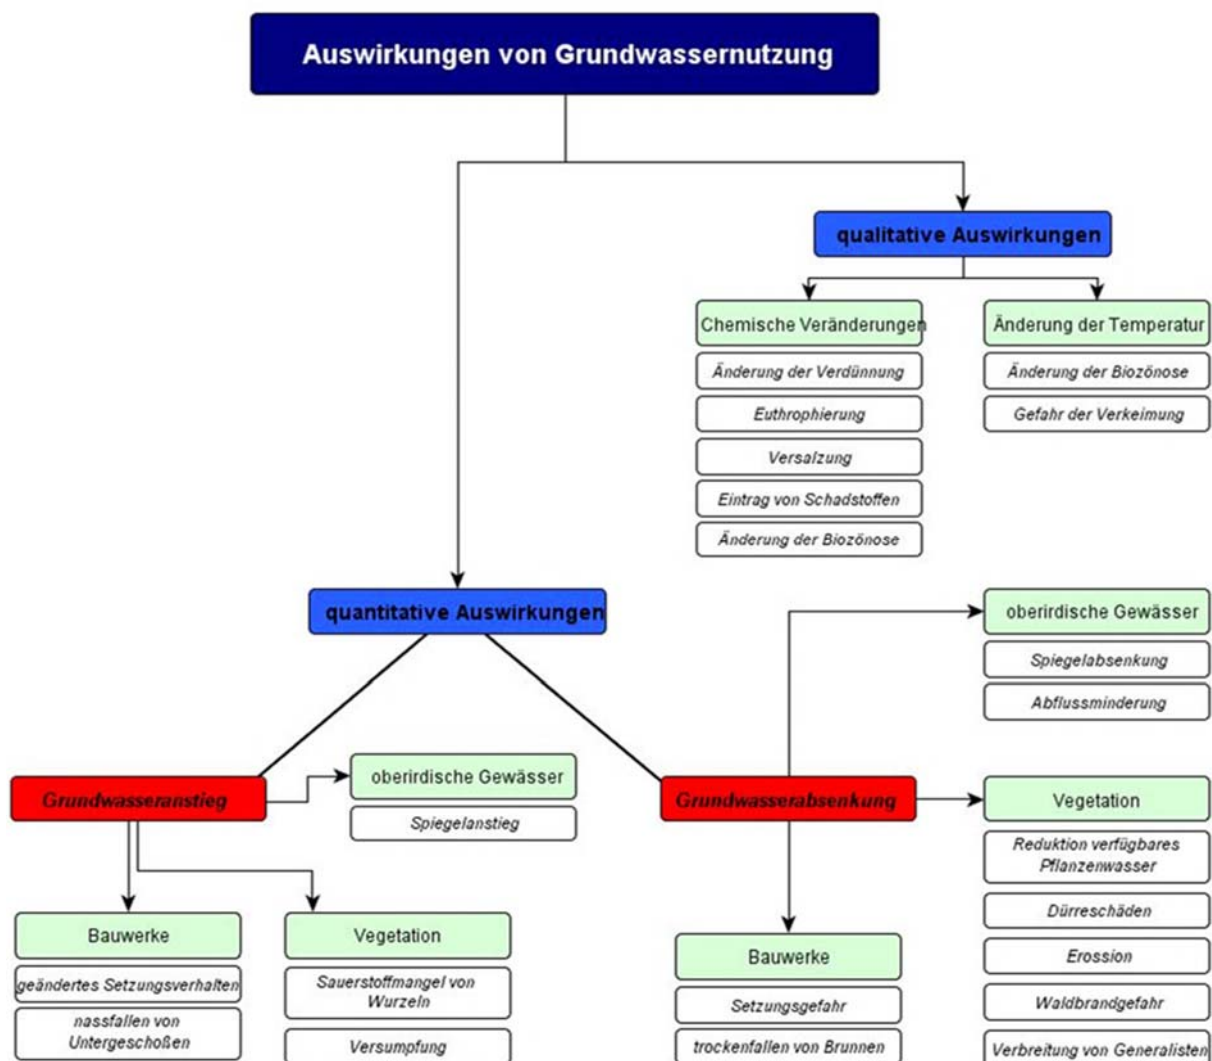 Auswirkungen von Grundwassernutzung
qualitative Auswirkungen
Chemische Veränderungen
Änderung der Verdünnung
Euthrophierung
Versalzung
Eintrag von Schadstoffen
Änderung der Biozönose
Änderung der Temperatur
Änderung der Biozönose
Gefahr der Verkeimung
quantitative Auswirkungen
Grundwasseranstieg
oberirdische Gewässer
Spiegelanstieg
Bauwerke
geändertes Setzungsverhalten
nassfallen von
Untergeschoßen
Vegetation
Sauerstoffmangel von
Wurzeln
Versumpfung
Grundwasserabsenkung
oberirdische Gewässer
Spiegelabsenkung
Abflussminderung
Vegetation
Reduktion verfügbares
Pflanzenwasser
Dürreschäden
Erossion
Waldbrandgefahr
Verbreitung von Generalisten
Bauwerke
Setzungsgefahr
trockenfallen von Brunnen